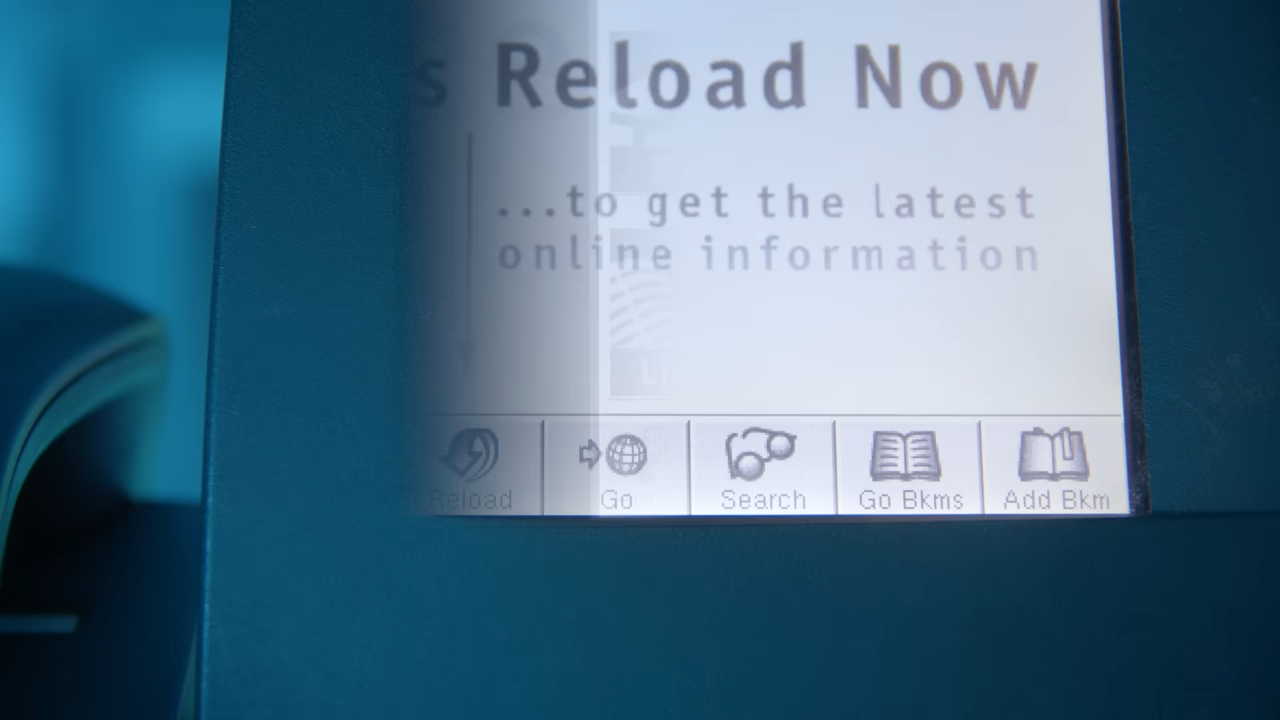 s Reload Now
...to get the latest
online information
Reload Go Search Go Bkms Add Bkm